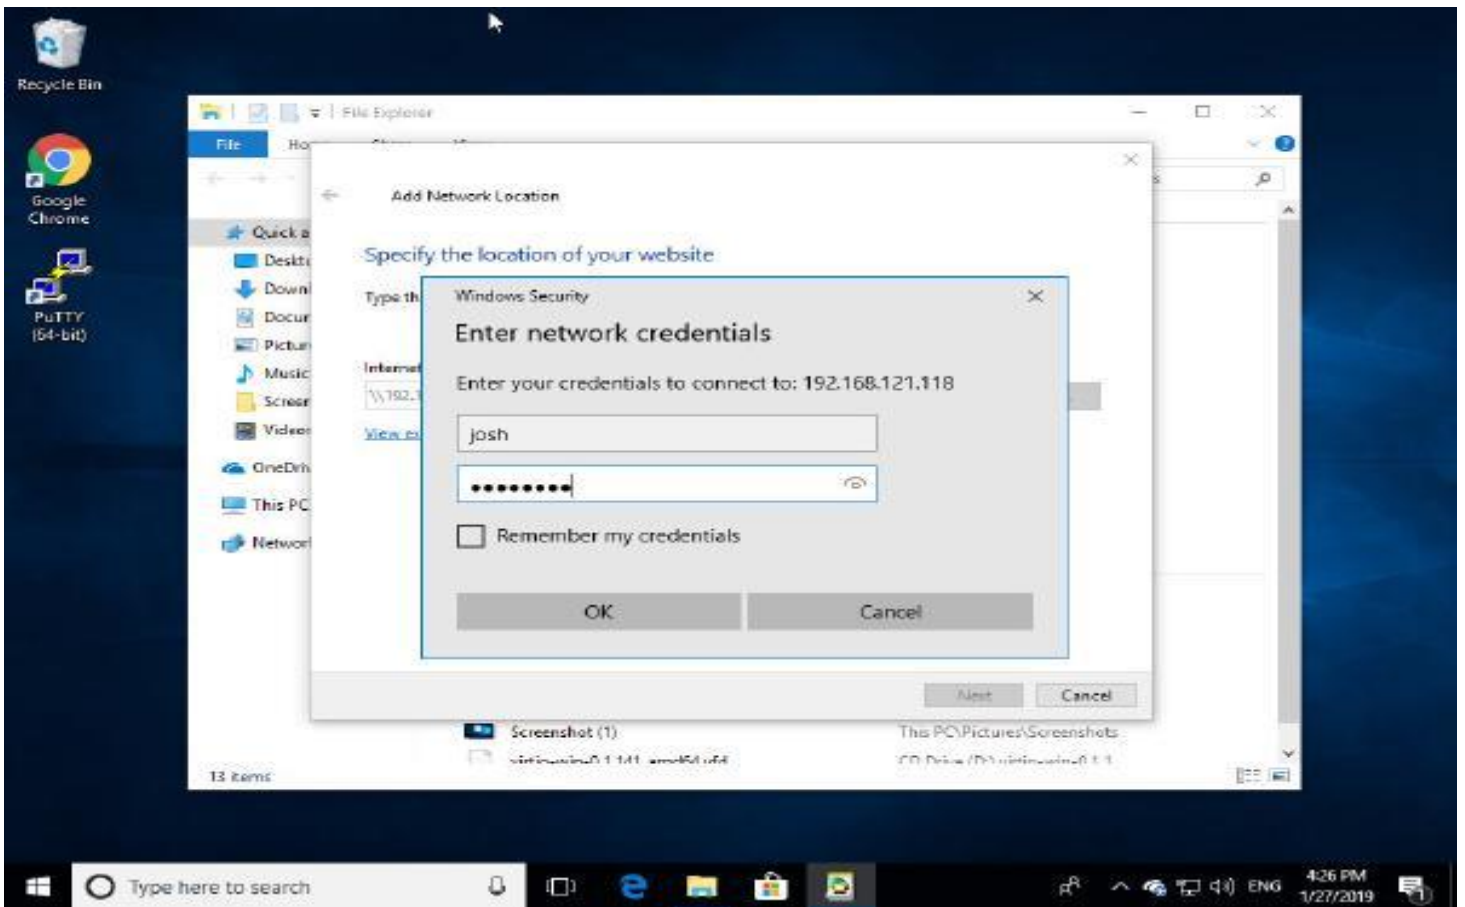 Recycle Bin
Google
Chrome
PuTTY
(64-bit)
File Explorer
File
Add Network Location
Specify the location of your website
Type th
Internet
\\192.1
View ex
Windows Security
Enter network credentials
Enter your credentials to connect to: 192.168.121.118
josh
Remember my credentials
OK
Cancel
Next
Cancel
Quick a
Deskt
Downl
Docur
Pictur
Music
Screer
Videos
OneDriv
This PC
Networ
Screenshot (1)
This PC\Pictures\Screenshots
13 items
Type here to search
ENG
4:26 PM
1/27/2019